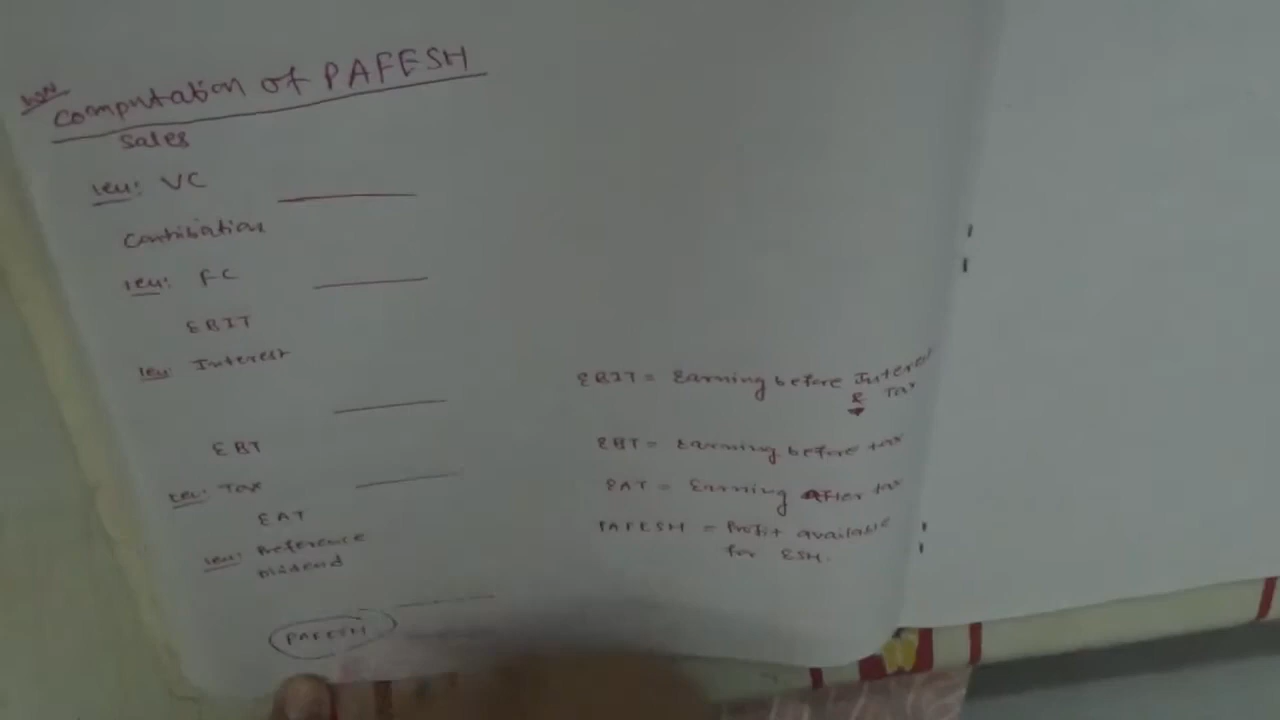 Computation of PAFESH
Sales
less: VC
Contribution
less: FC
EBIT
less: Interest
EBT
less: Tax
EAT
less: Preference
Dividend
PAFESH
EBIT = Earning before Interest
& Tax
EBT = Earning before tax
EAT = Earning After tax
PAFESH = Profit available
for ESH.